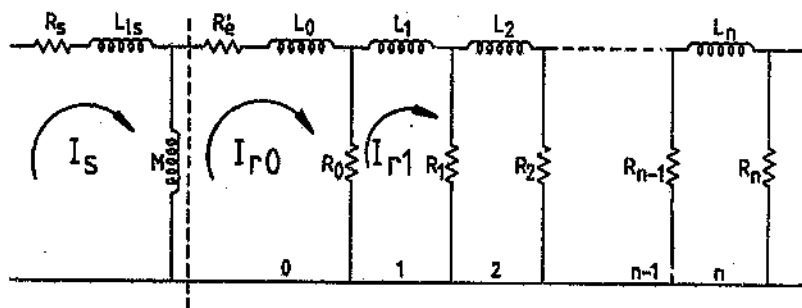 Rs L1s R'e L0 L1 L2 Ln
Is M Ir0 R0 Ir1 R1 R2 Rn-1 Rn
0 1 2 n-1 n